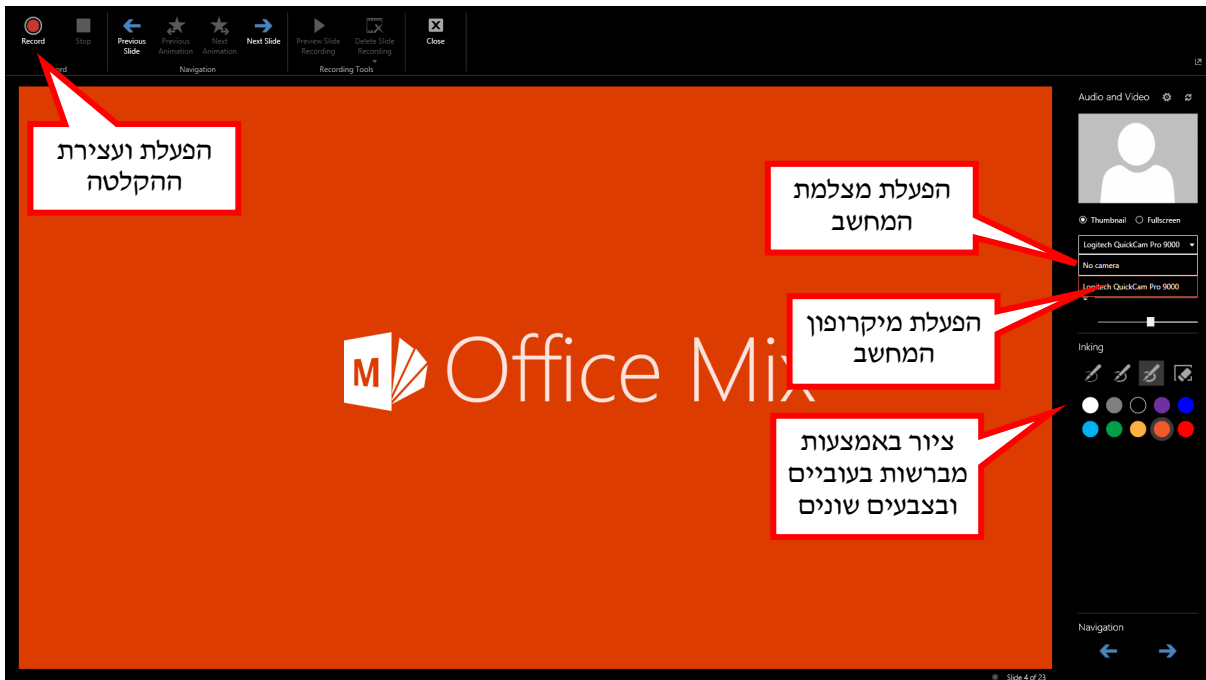 Record
Stop
Previous Slide
Previous Animation
Next Animation
Next Slide
Preview Slide Recording
Delete Slide Recording
Close
Navigation
Recording Tools
הפעלת ועצירת
ההקלטה
Audio and Video
Thumbnail
Fullscreen
Logitech QuickCam Pro 9000
No camera
Logitech QuickCam Pro 9000
הפעלת מצלמת
המחשב
הפעלת מיקרופון
המחשב
M Office Mix
Inking
ציור באמצעות
מברשות בעוביים
ובצבעים שונים
Navigation
Slide 4 of 23